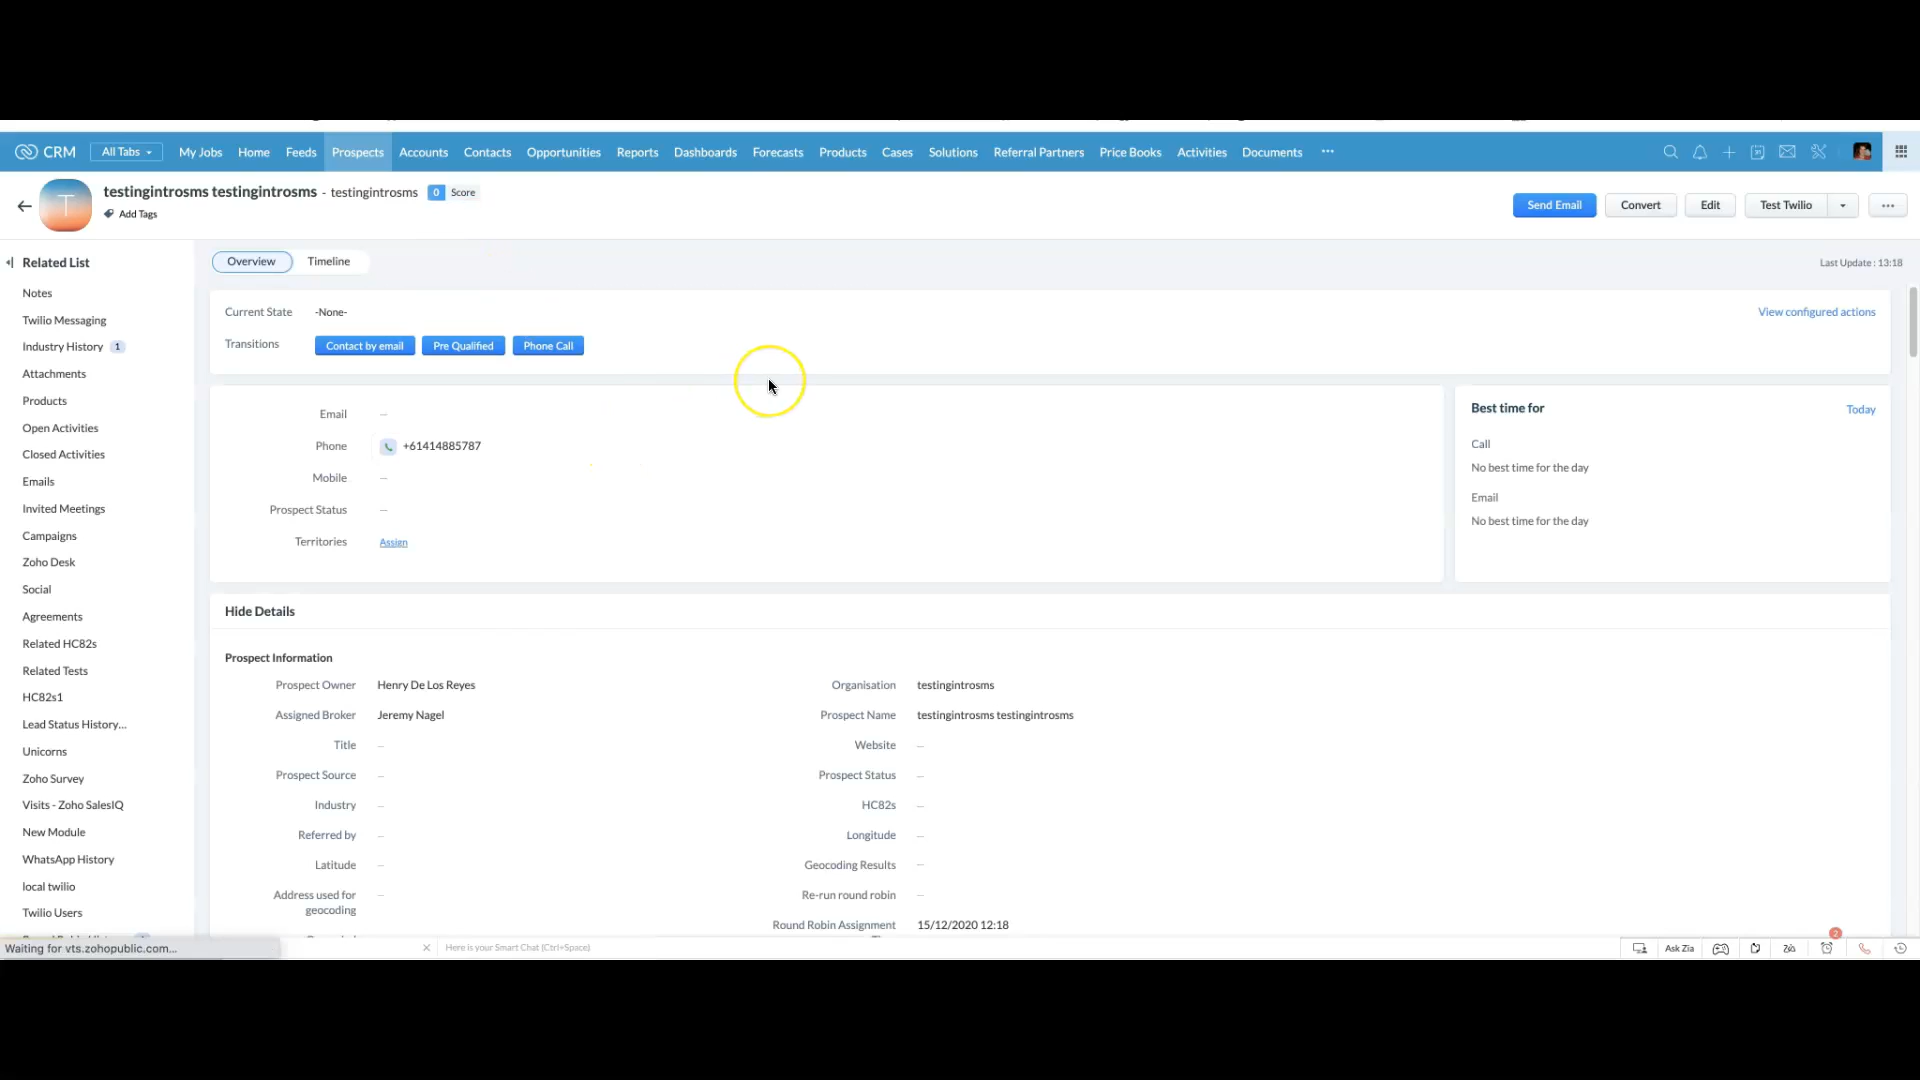 CRM All Tabs My Jobs Home Feeds Prospects Accounts Contacts Opportunities Reports Dashboards Forecasts Products Cases Solutions Referral Partners Price Books Activities Documents ...
testingintrosms testingintrosms - testingintrosms 0 Score
T
Add Tags
Send Email Convert Edit Test Twilio ...
Related List
Notes
Twilio Messaging
Industry History 1
Attachments
Products
Open Activities
Closed Activities
Emails
Invited Meetings
Campaigns
Zoho Desk
Social
Agreements
Related HC82s
Related Tests
HC82s1
Lead Status History...
Unicorns
Zoho Survey
Visits - Zoho SalesIQ
New Module
WhatsApp History
local twilio
Twilio Users
Overview Timeline
Last Update : 13:18
Current State -None-
View configured actions
Transitions Contact by email Pre Qualified Phone Call
Email —
Phone +61414885787
Mobile —
Prospect Status —
Territories Assign
Best time for Today
Call
No best time for the day
Email
No best time for the day
Hide Details
Prospect Information
Prospect Owner Henry De Los Reyes Organisation testingintrosms
Assigned Broker Jeremy Nagel Prospect Name testingintrosms testingintrosms
Title — Website —
Prospect Source — Prospect Status —
Industry — HC82s —
Referred by — Longitude —
Latitude — Geocoding Results —
Address used for geocoding — Re-run round robin —
Round Robin Assignment 15/12/2020 12:18
Waiting for vts.zohopublic.com...
Here is your Smart Chat (Ctrl+Space)
Ask Zia
2